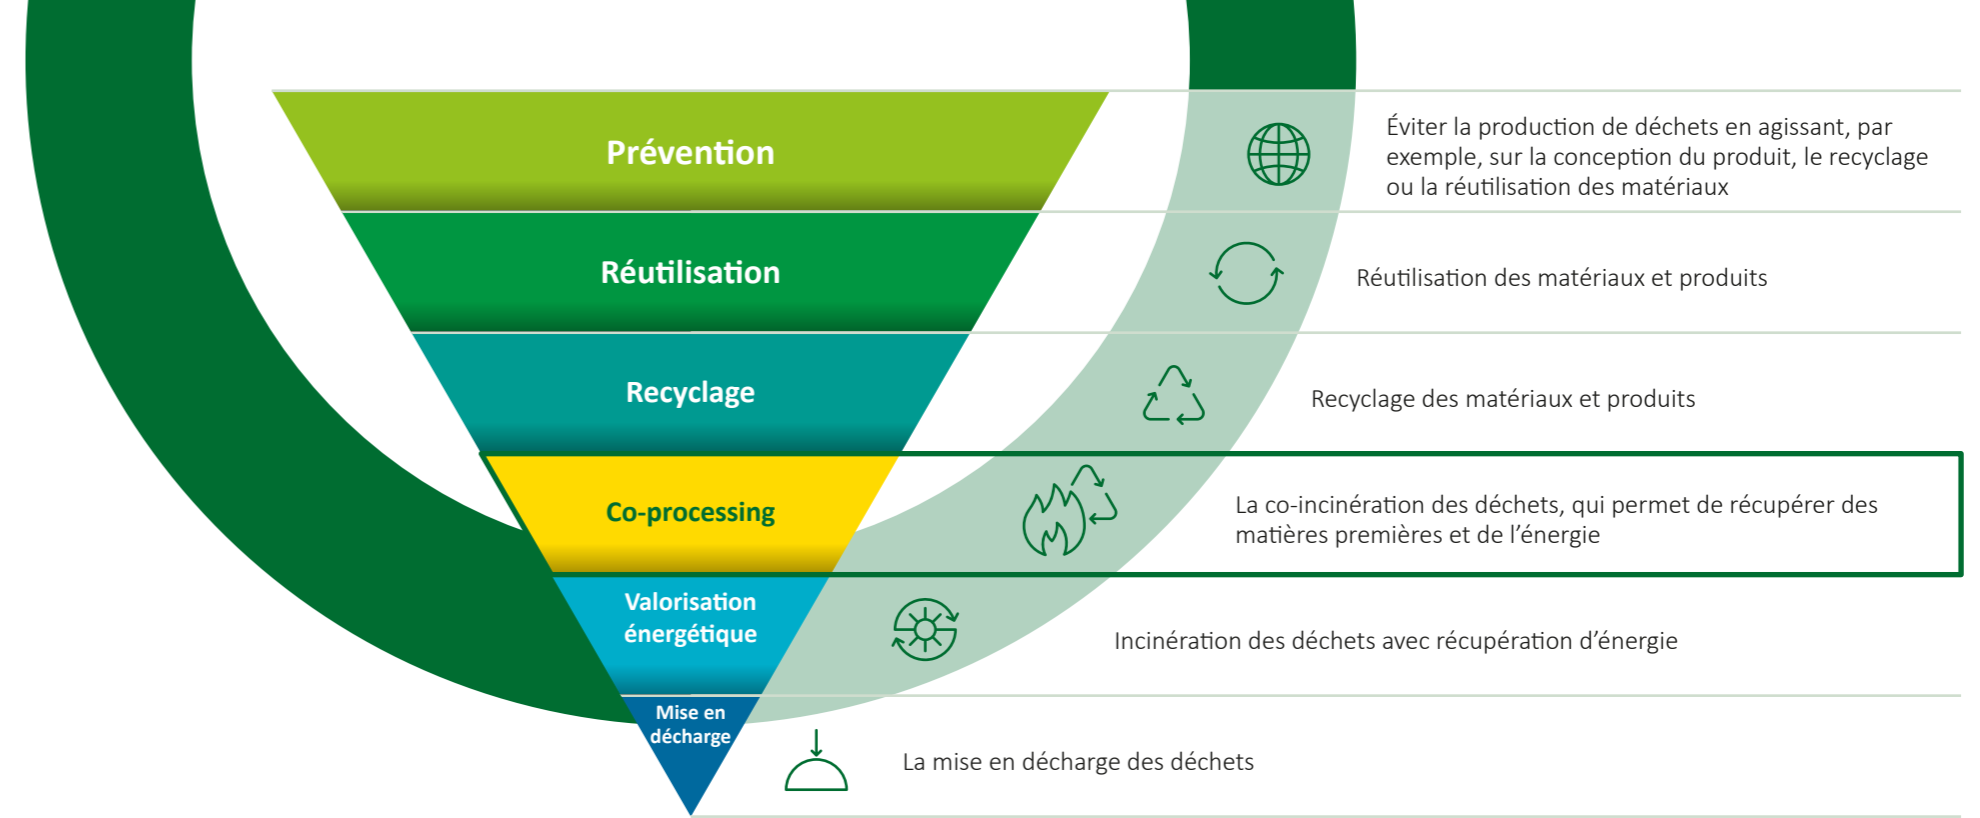 Prévention
Éviter la production de déchets en agissant, par
exemple, sur la conception du produit, le recyclage
ou la réutilisation des matériaux
Réutilisation
Réutilisation des matériaux et produits
Recyclage
Recyclage des matériaux et produits
Co-processing
La co-incinération des déchets, qui permet de récupérer des
matières premières et de l’énergie
Valorisation
énergétique
Incinération des déchets avec récupération d’énergie
Mise en
décharge
La mise en décharge des déchets